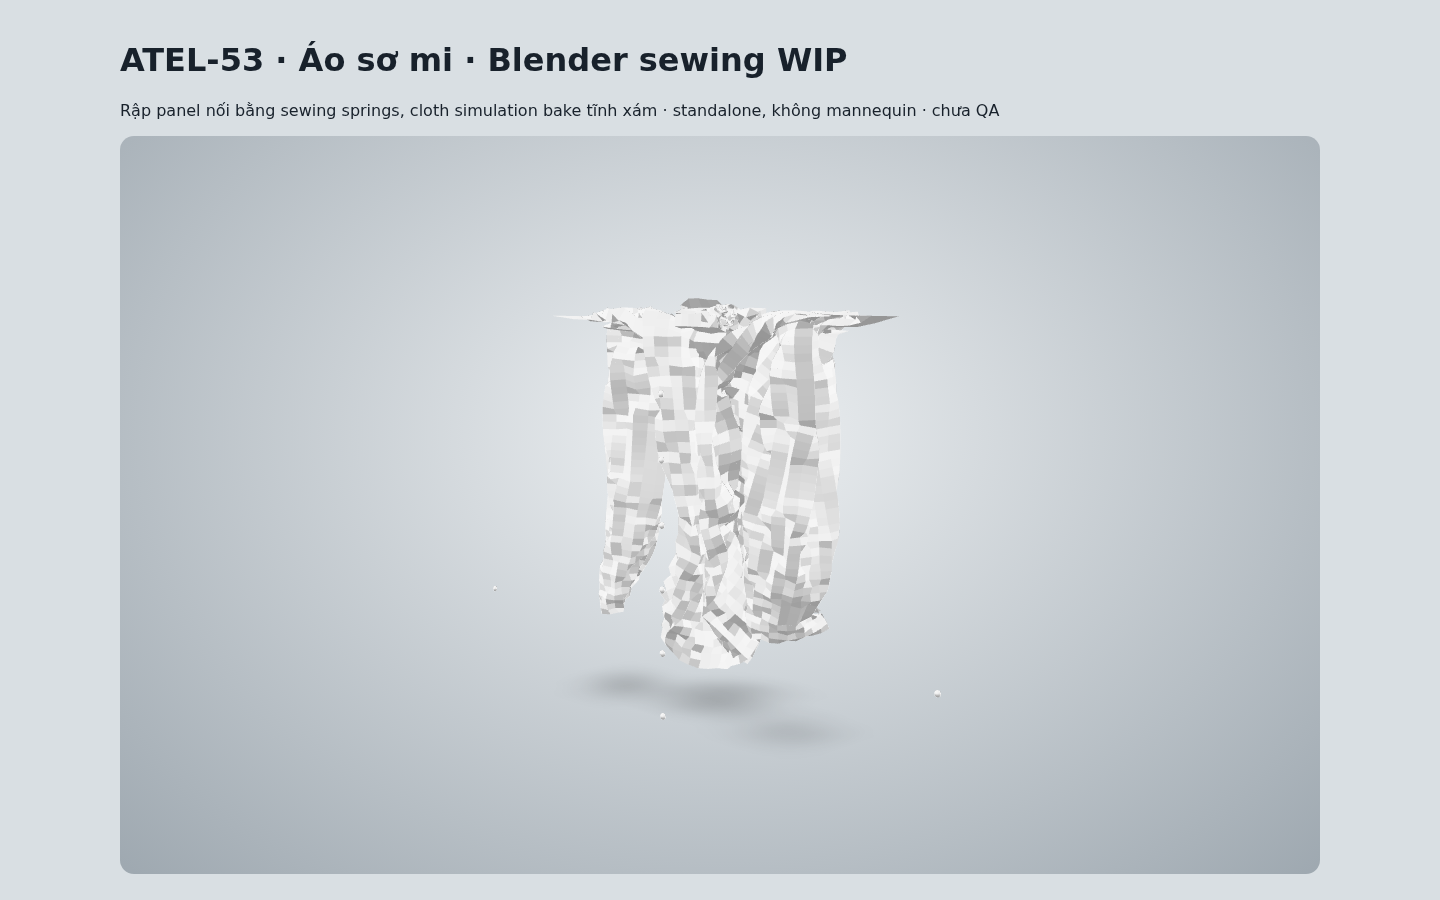 ATEL-53 · Áo sơ mi · Blender sewing WIP
Rập panel nối bằng sewing springs, cloth simulation bake tĩn xám · standalone, không mannequin · chưa QA